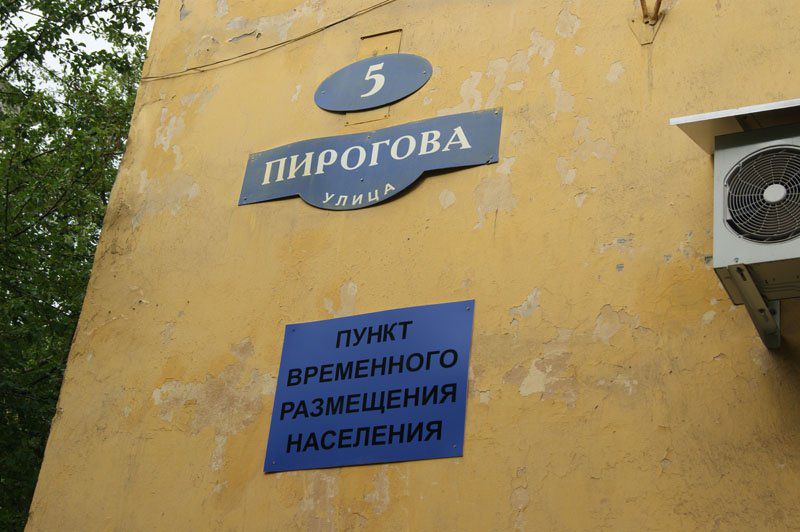 5
ПИРОГОВА
УЛИЦА
ПУНКТ
ВРЕМЕННОГО
РАЗМЕЩЕНИЯ
НАСЕЛЕНИЯ